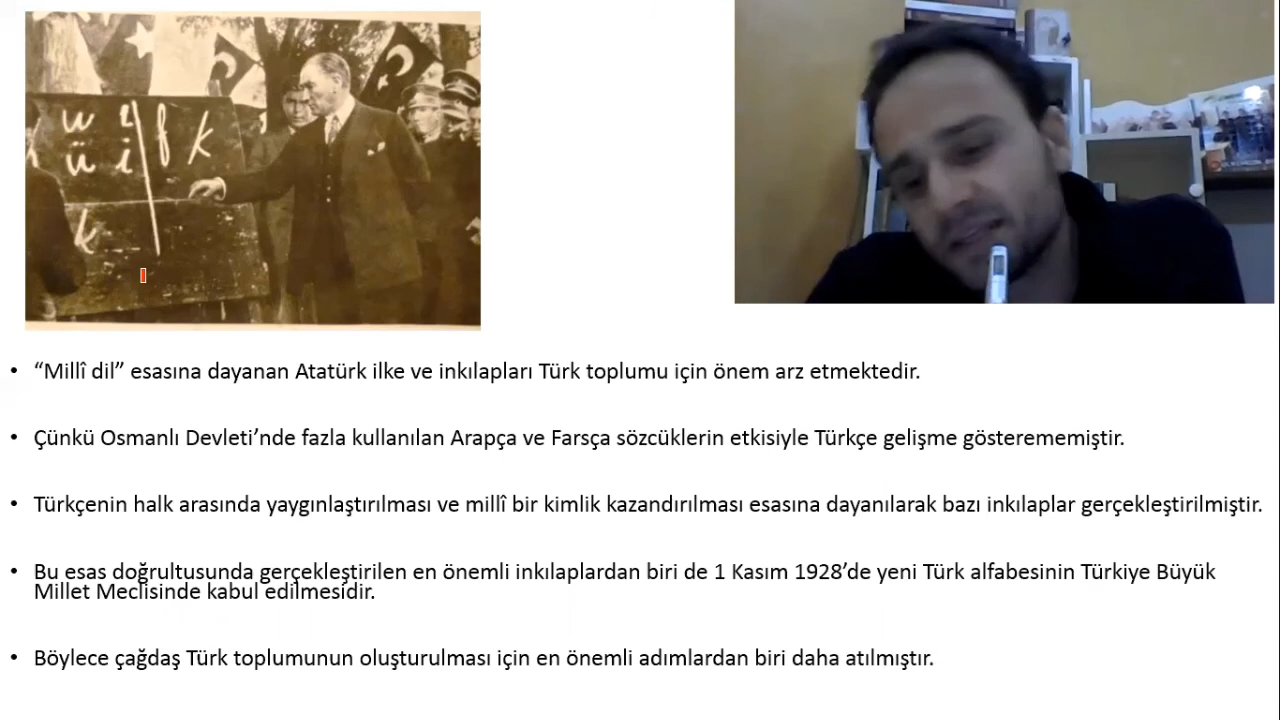 u ı f k
ü i
k
• “Millî dil” esasına dayanan Atatürk ilke ve inkılapları Türk toplumu için önem arz etmektedir.
• Çünkü Osmanlı Devleti’nde fazla kullanılan Arapça ve Farsça sözcüklerin etkisiyle Türkçe gelişme gösterememiştir.
• Türkçenin halk arasında yaygınlaştırılması ve millî bir kimlik kazandırılması esasına dayanılarak bazı inkılaplar gerçekleştirilmiştir.
• Bu esas doğrultusunda gerçekleştirilen en önemli inkılaplardan biri de 1 Kasım 1928’de yeni Türk alfabesinin Türkiye Büyük
Millet Meclisinde kabul edilmesidir.
• Böylece çağdaş Türk toplumunun oluşturulması için en önemli adımlardan biri daha atılmıştır.